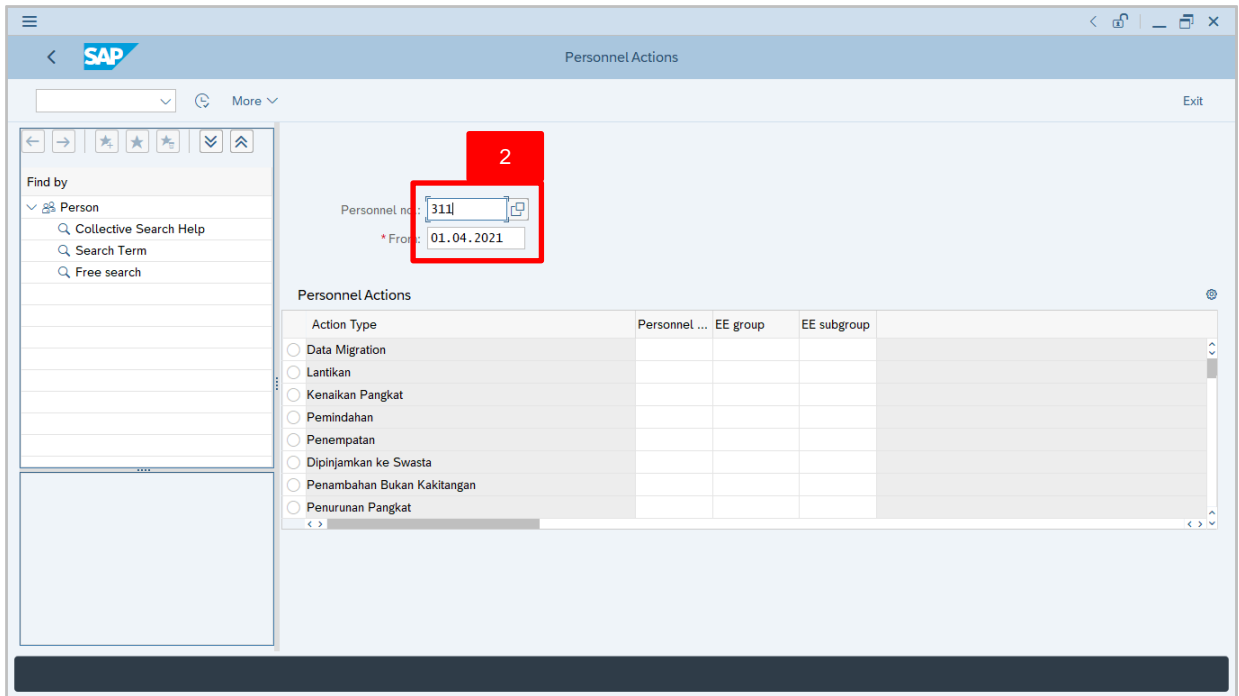 SAP
Personnel Actions
More
Exit
2
Find by
Person
Collective Search Help
Search Term
Free search
Personnel no.: 311
* From: 01.04.2021
Personnel Actions
Action Type Personnel ... EE group EE subgroup
Data Migration
Lantikan
Kenaikan Pangkat
Pemindahan
Penempatan
Dipinjamkan ke Swasta
Penambahan Bukan Kakitangan
Penurunan Pangkat